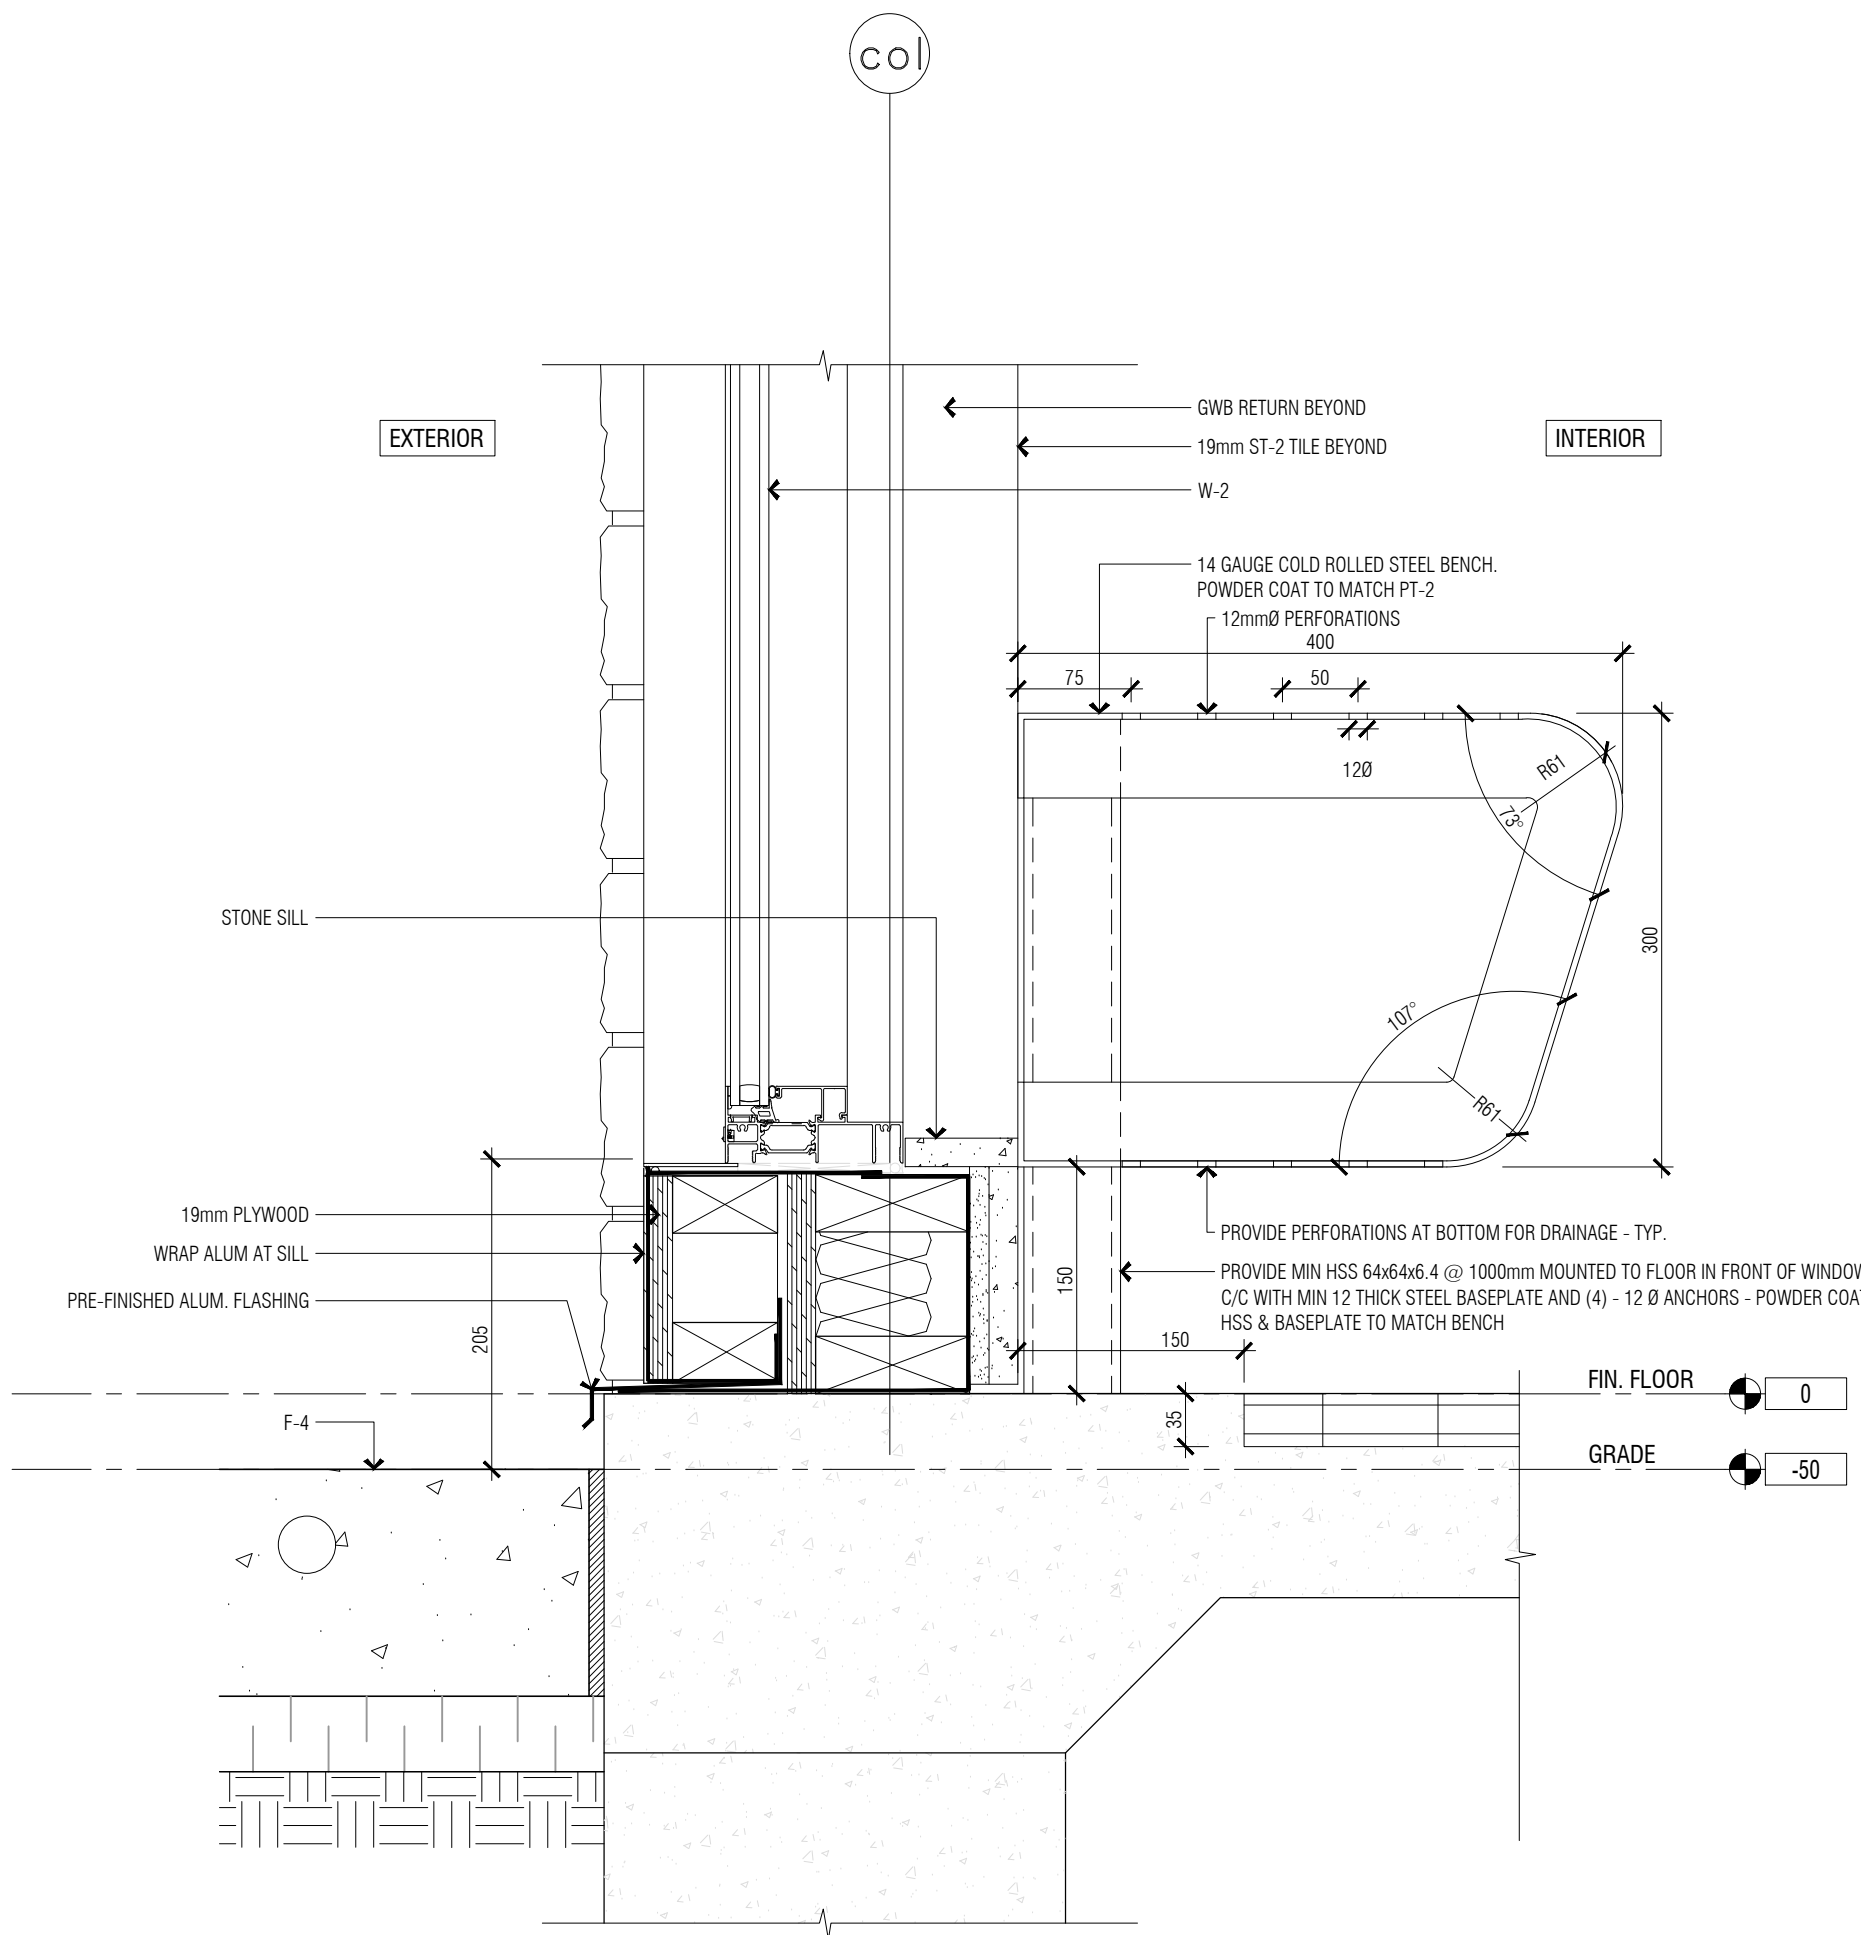 col
EXTERIOR
INTERIOR
GWB RETURN BEYOND
19mm ST-2 TILE BEYOND
W-2
14 GAUGE COLD ROLLED STEEL BENCH.
POWDER COAT TO MATCH PT-2
12mmØ PERFORATIONS
400
75
50
12Ø
R61
73°
300
107°
R61
STONE SILL
19mm PLYWOOD
WRAP ALUM AT SILL
PRE-FINISHED ALUM. FLASHING
205
F-4
PROVIDE PERFORATIONS AT BOTTOM FOR DRAINAGE - TYP.
PROVIDE MIN HSS 64x64x6.4 @ 1000mm MOUNTED TO FLOOR IN FRONT OF WINDOW
C/C WITH MIN 12 THICK STEEL BASEPLATE AND (4) - 12 Ø ANCHORS - POWDER COAT
HSS & BASEPLATE TO MATCH BENCH
150
150
35
FIN. FLOOR
0
GRADE
-50